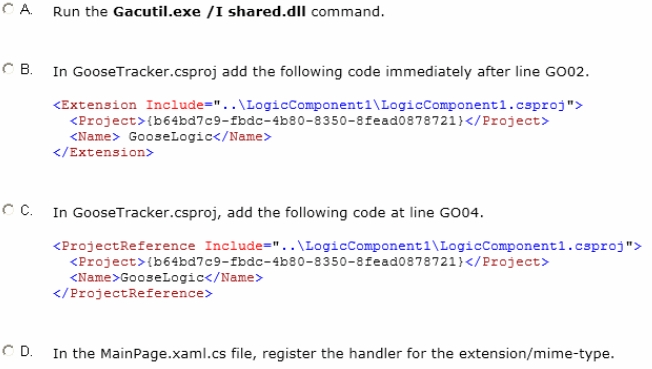 A. Run the Gacutil.exe /I shared.dll command.
B. In GooseTracker.csproj add the following code immediately after line GO02.
<Extension Include="..\LogicComponent1\LogicComponent1.csproj">
<Project>{b64bd7c9-fbdc-4b80-8350-8fead0878721}</Project>
<Name> GooseLogic</Name>
</Extension>
C. In GooseTracker.csproj, add the following code at line GO04.
<ProjectReference Include="..\LogicComponent1\LogicComponent1.csproj">
<Project>{b64bd7c9-fbdc-4b80-8350-8fead0878721}</Project>
<Name>GooseLogic</Name>
</ProjectReference>
D. In the MainPage.xaml.cs file, register the handler for the extension/mime-type.